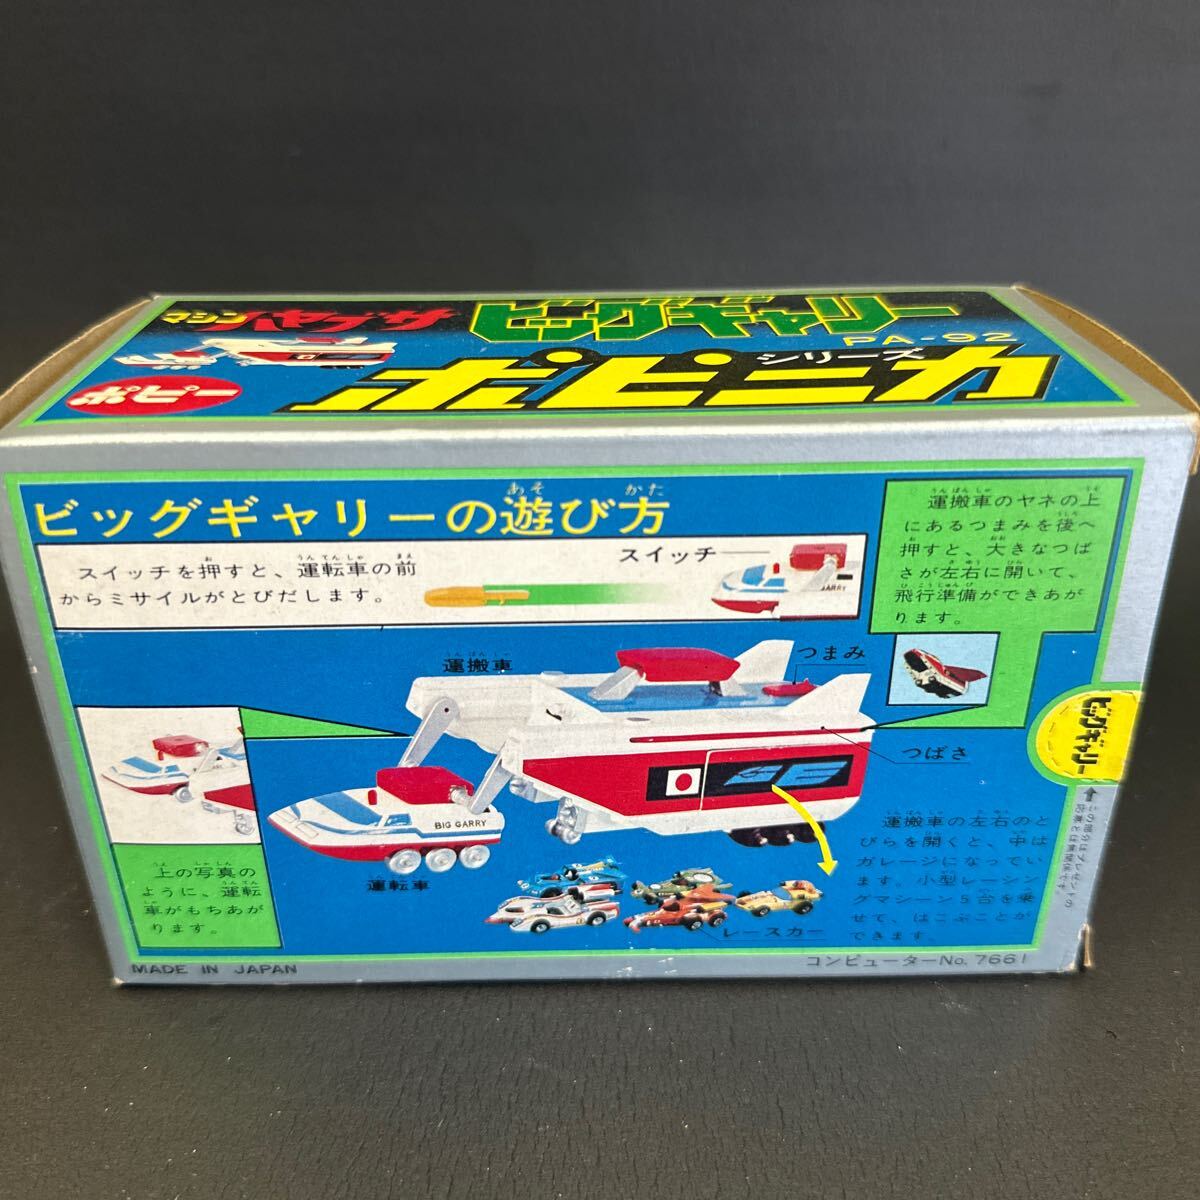 マシン ハヤブサ
ビッグギャリー
PA-92
ポピー
ポピニカ
シリーズ
ビッグギャリーの遊び方
あそ かた
スイッチを押すと、運転車の前
からミサイルがとびだします。
スイッチ
GARRY
運搬車のヤネの上
にあるつまみを後へ
押すと、大きなつば
さが左右に開いて、
飛行準備ができあが
ります。
運搬車
つまみ
つばさ
BIG GARRY
運転車
レースカー
上の写真の
ように、運転
車がもちあが
ります。
運搬車の左右のと
びらを開くと、中は
ガレージになってい
ます。小型レーシン
グマシーン5台を乗
せて、はこぶことが
できます。
ビッグギャリー
MADE IN JAPAN
コンピューターNo. 7661